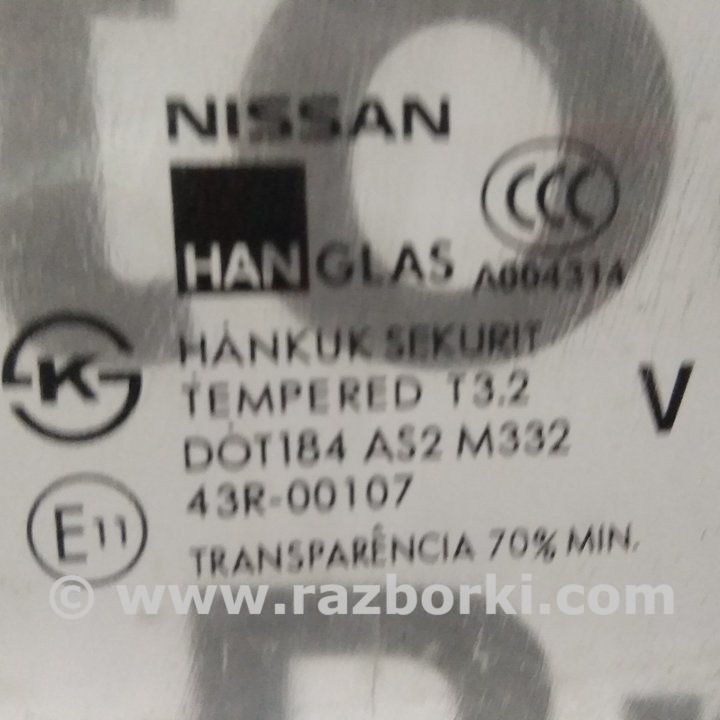 NISSAN
CCC
HANGLAS
A004314
K
HANKUK SEKURIT
TEMPERED T3.2
V
DOT184 AS2 M332
43R-00107
E11
TRANSPARÊNCIA 70% MIN.
© www.razborki.com